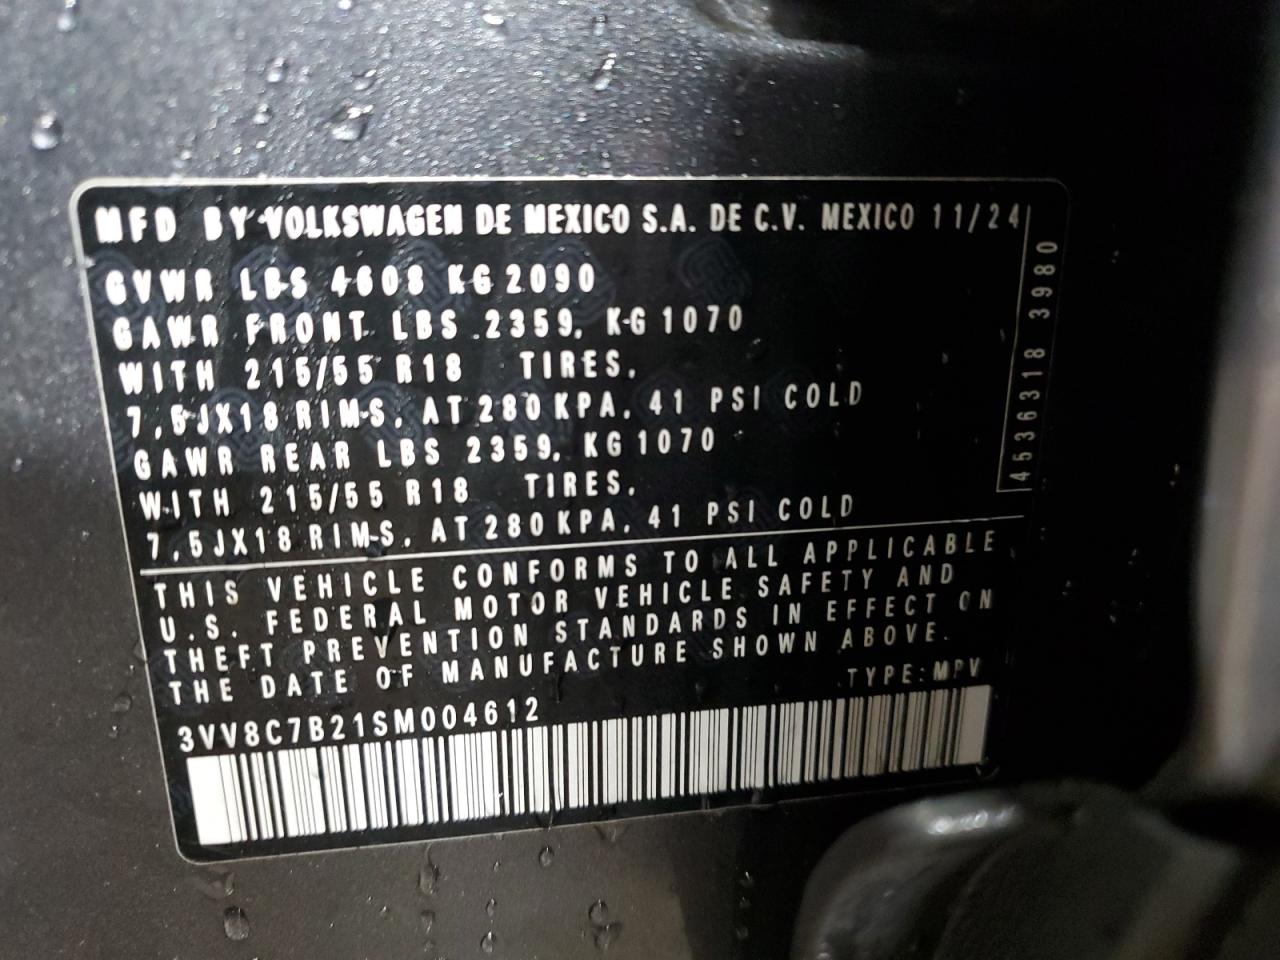 MFD BY VOLKSWAGEN DE MEXICO S.A. DE C.V. MEXICO 11/24
GVWR LBS 4608 KG 2090
GAWR FRONT LBS 2359, KG 1070
WITH 215/55 R18 TIRES,
7,5JX18 RIMS, AT 280 KPA, 41 PSI COLD
GAWR REAR LBS 2359, KG 1070
WITH 215/55 R18 TIRES,
7,5JX18 RIMS, AT 280 KPA, 41 PSI COLD
4536318 3980
THIS VEHICLE CONFORMS TO ALL APPLICABLE
U.S. FEDERAL MOTOR VEHICLE SAFETY AND
THEFT PREVENTION STANDARDS IN EFFECT ON
THE DATE OF MANUFACTURE SHOWN ABOVE.
TYPE: MPV
3VV8C7B21SM004612